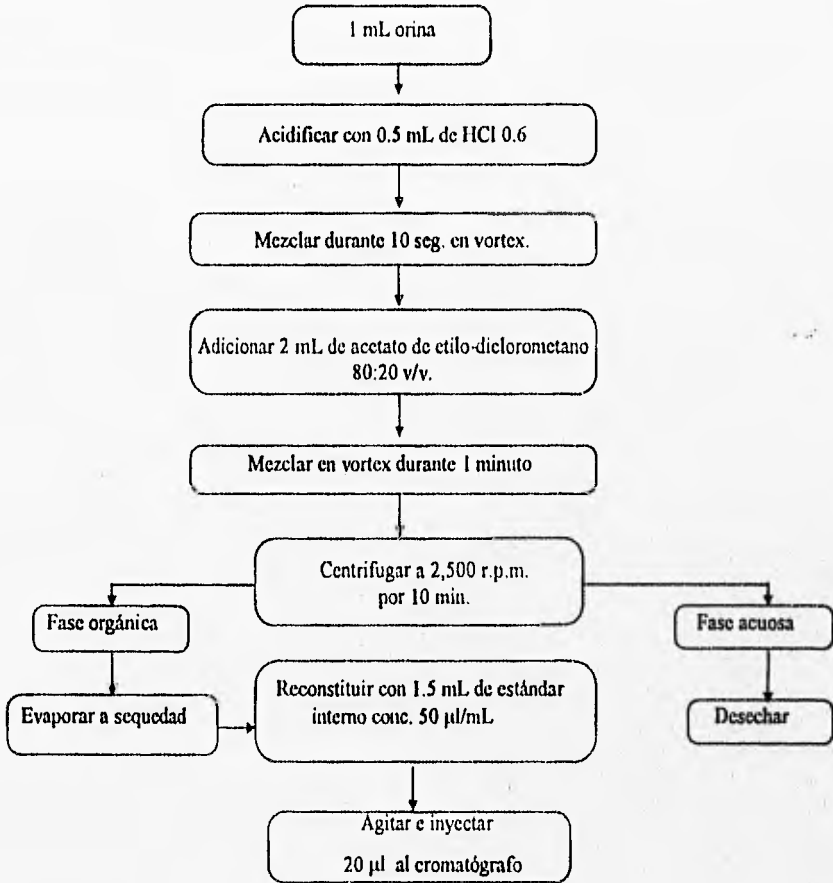 1 mL orina
Acidificar con 0.5 mL de HCl 0.6
Mezclar durante 10 seg. en vortex.
Adicionar 2 mL de acetato de etilo-diclorometano
80:20 v/v.
Mezclar en vortex durante 1 minuto
Centrifugar a 2,500 r.p.m.
por 10 min.
Fase orgánica
Fase acuosa
Evaporar a sequedad
Reconstituir con 1.5 mL de estándar
interno conc. 50 µl/mL
Desechar
Agitar e inyectar
20 µl al cromatógrafo